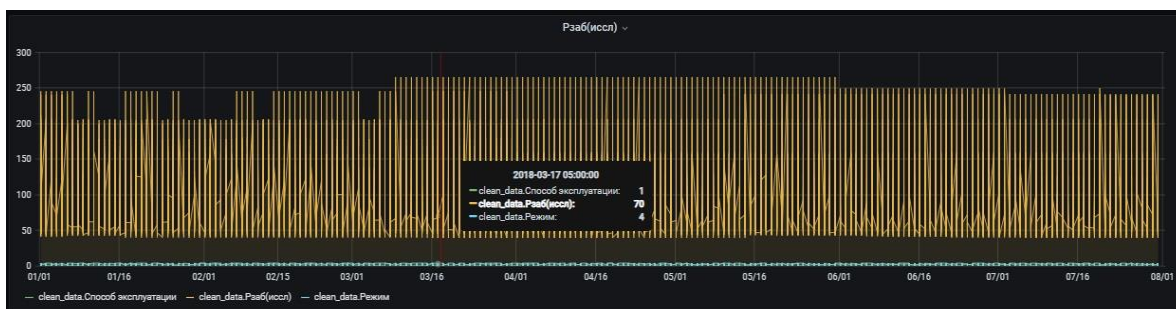 Рзаб(иссл)
300
250
200
150
100
50
0
2018-03-17 05:00:00
clean_data.Способ эксплуатации: 1
clean_data.Рзаб(иссл): 70
clean_data.Режим: 4
01/01 01/16 02/01 02/15 03/01 03/16 04/01 04/16 05/01 05/16 06/01 06/16 07/01 07/16 08/01
clean_data.Способ эксплуатации clean_data.Рзаб(иссл) clean_data.Режим